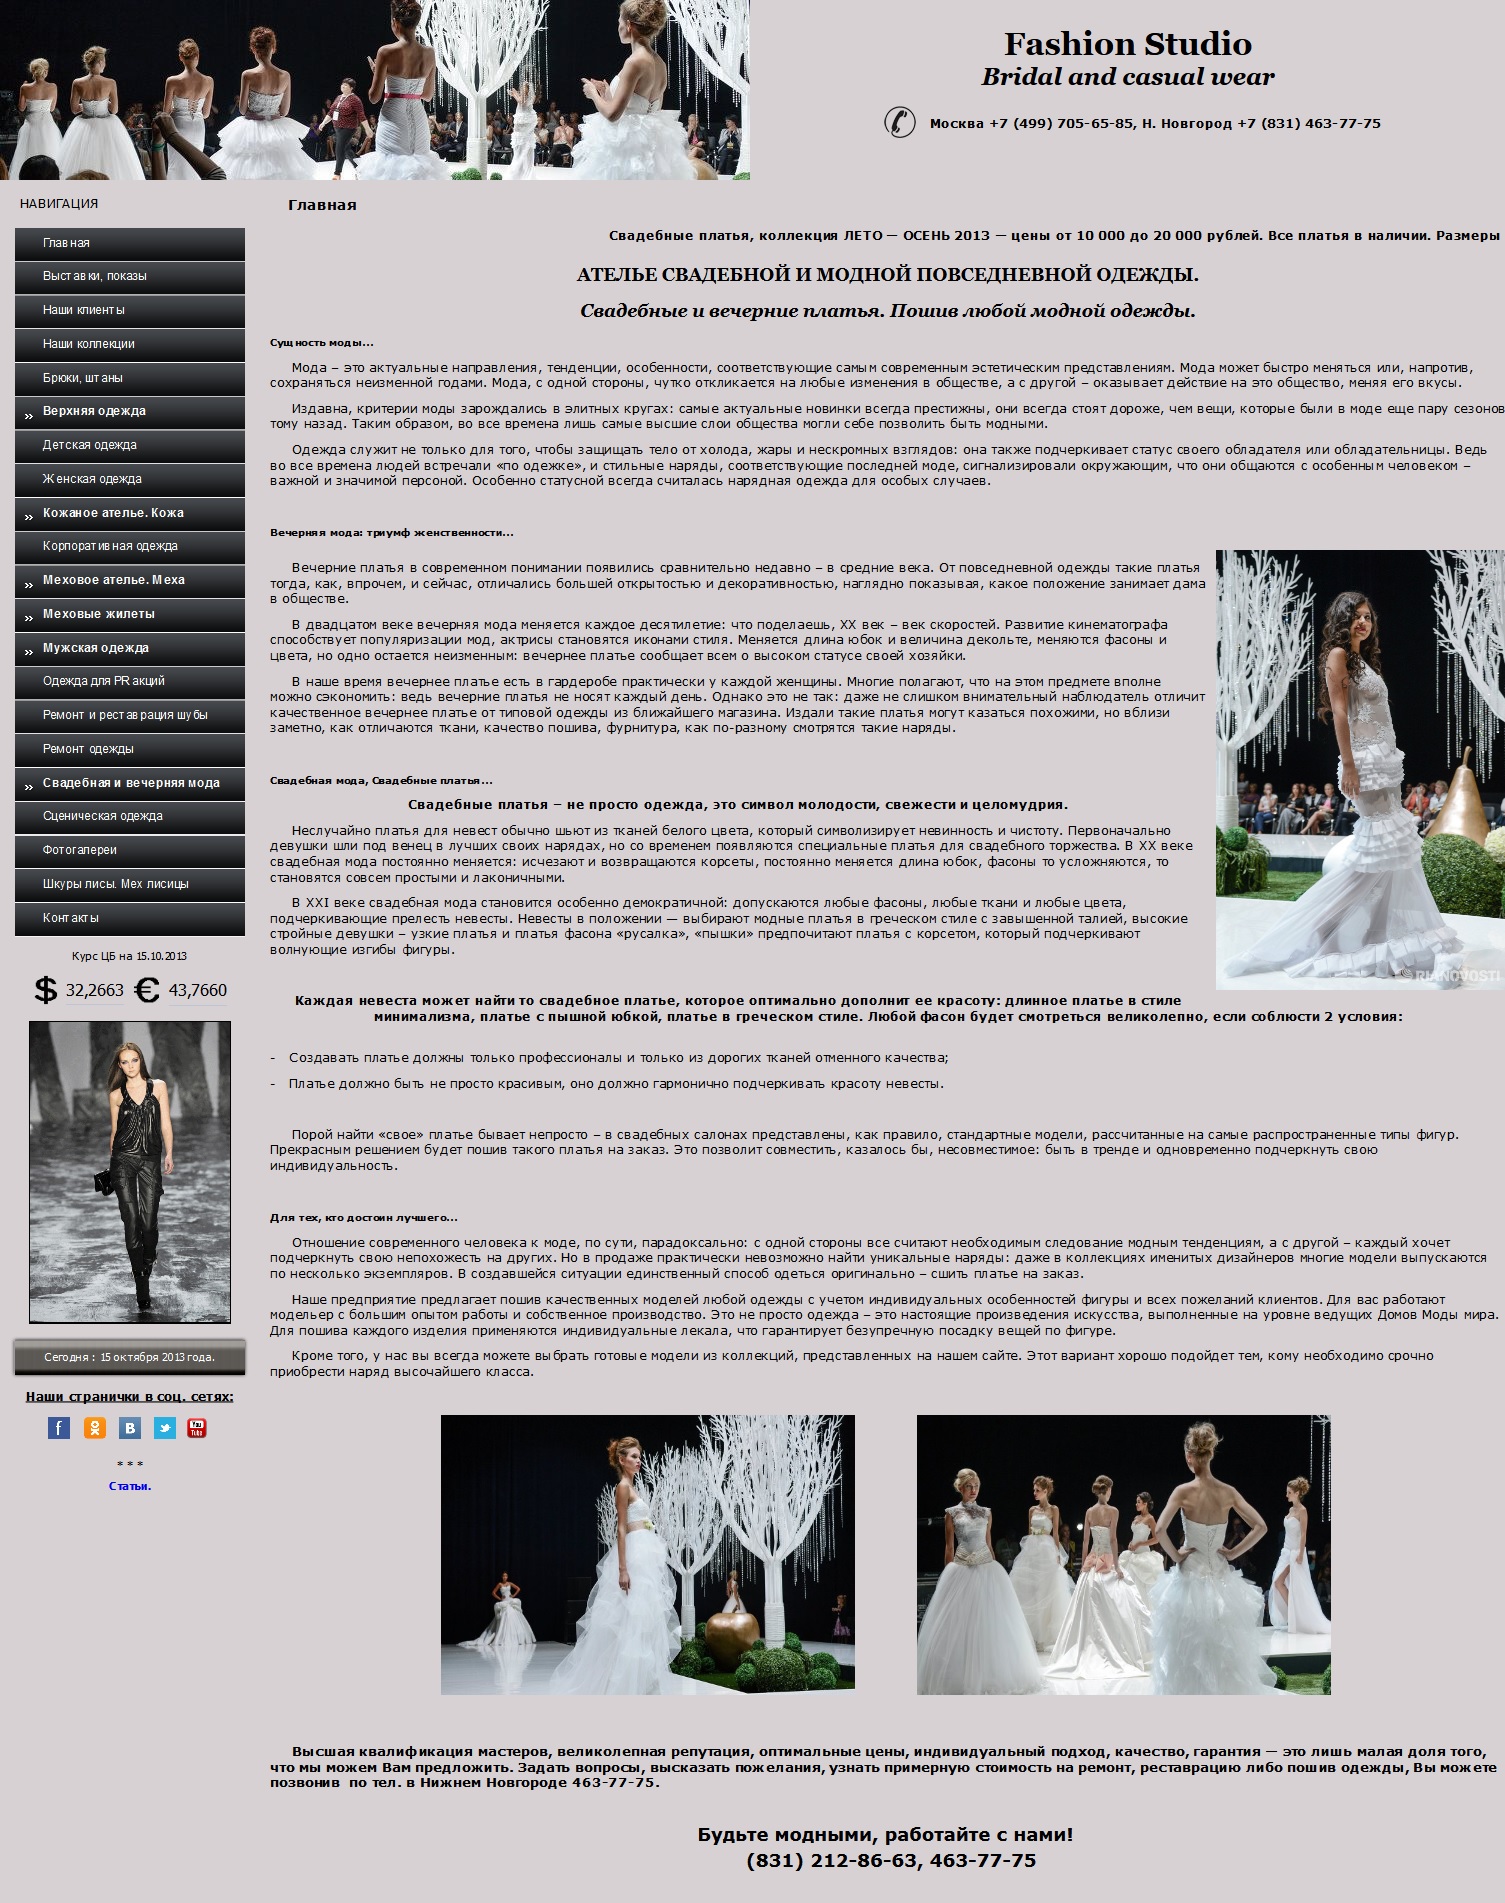 Fashion Studio
Bridal and casual wear
Москва +7 (499) 705-65-85, Н. Новгород +7 (831) 463-77-75
НАВИГАЦИЯ
Главная
Выставки, показы
Наши клиенты
Наши коллекции
Брюки, штаны
Верхняя одежда
Детская одежда
Женская одежда
Кожаное ателье. Кожа
Корпоративная одежда
Меховое ателье. Меха
Меховые жилеты
Мужская одежда
Одежда для PR акций
Ремонт и реставрация шубы
Ремонт одежды
Свадебная и вечерняя мода
Сценическая одежда
Фотогалереи
Шкуры лисы. Мех лисицы
Контакты
Курс ЦБ на 15.10.2013
$ 32,2663 € 43,7660
Сегодня : 15 октября 2013 года.
Наши странички в соц. сетях:
f
B
You
Tube
* * *
Статьи.
Главная
Свадебные платья, коллекция ЛЕТО — ОСЕНЬ 2013 — цены от 10 000 до 20 000 рублей. Все платья в наличии. Размеры
АТЕЛЬЕ СВАДЕБНОЙ И МОДНОЙ ПОВСЕДНЕВНОЙ ОДЕЖДЫ.
Свадебные и вечерние платья. Пошив любой модной одежды.
Сущность моды...
Мода – это актуальные направления, тенденции, особенности, соответствующие самым современным эстетическим представлениям. Мода может быстро меняться или, напротив,
сохраняться неизменной годами. Мода, с одной стороны, чутко откликается на любые изменения в обществе, а с другой – оказывает действие на это общество, меняя его вкусы.
Издавна, критерии моды зарождались в элитных кругах: самые актуальные новинки всегда престижны, они всегда стоят дороже, чем вещи, которые были в моде еще пару сезонов
тому назад. Таким образом, во все времена лишь самые высшие слои общества могли себе позволить быть модными.
Одежда служит не только для того, чтобы защищать тело от холода, жары и нескромных взглядов: она также подчеркивает статус своего обладателя или обладательницы. Ведь
во все времена людей встречали «по одежке», и стильные наряды, соответствующие последней моде, сигнализировали окружающим, что они общаются с особенным человеком –
важной и значимой персоной. Особенно статусной всегда считалась нарядная одежда для особых случаев.
Вечерняя мода: триумф женственности...
Вечерние платья в современном понимании появились сравнительно недавно – в средние века. От повседневной одежды такие платья
тогда, как, впрочем, и сейчас, отличались большей открытостью и декоративностью, наглядно показывая, какое положение занимает дама
в обществе.
В двадцатом веке вечерняя мода меняется каждое десятилетие: что поделаешь, XX век – век скоростей. Развитие кинематографа
способствует популяризации мод, актрисы становятся иконами стиля. Меняется длина юбок и величина декольте, меняются фасоны и
цвета, но одно остается неизменным: вечернее платье сообщает всем о высоком статусе своей хозяйки.
В наше время вечернее платье есть в гардеробе практически у каждой женщины. Многие полагают, что на этом предмете вполне
можно сэкономить: ведь вечерние платья не носят каждый день. Однако это не так: даже не слишком внимательный наблюдатель отличит
качественное вечернее платье от типовой одежды из ближайшего магазина. Издали такие платья могут казаться похожими, но вблизи
заметно, как отличаются ткани, качество пошива, фурнитура, как по-разному смотрятся такие наряды.
Свадебная мода, Свадебные платья...
Свадебные платья – не просто одежда, это символ молодости, свежести и целомудрия.
Неслучайно платья для невест обычно шьют из тканей белого цвета, который символизирует невинность и чистоту. Первоначально
девушки шли под венец в лучших своих нарядах, но со временем появляются специальные платья для свадебного торжества. В XX веке
свадебная мода постоянно меняется: исчезают и возвращаются корсеты, постоянно меняется длина юбок, фасоны то усложняются, то
становятся совсем простыми и лаконичными.
В XXI веке свадебная мода становится особенно демократичной: допускаются любые фасоны, любые ткани и любые цвета,
подчеркивающие прелесть невесты. Невесты в положении — выбирают модные платья в греческом стиле с завышенной талией, высокие
стройные девушки – узкие платья и платья фасона «русалка», «пышки» предпочитают платья с корсетом, который подчеркивают
волнующие изгибы фигуры.
RIANOVOSTI
Каждая невеста может найти то свадебное платье, которое оптимально дополнит ее красоту: длинное платье в стиле
минимализма, платье с пышной юбкой, платье в греческом стиле. Любой фасон будет смотреться великолепно, если соблюсти 2 условия:
- Создавать платье должны только профессионалы и только из дорогих тканей отменного качества;
- Платье должно быть не просто красивым, оно должно гармонично подчеркивать красоту невесты.
Порой найти «свое» платье бывает непросто – в свадебных салонах представлены, как правило, стандартные модели, рассчитанные на самые распространенные типы фигур.
Прекрасным решением будет пошив такого платья на заказ. Это позволит совместить, казалось бы, несовместимое: быть в тренде и одновременно подчеркнуть свою
индивидуальность.
Для тех, кто достоин лучшего...
Отношение современного человека к моде, по сути, парадоксально: с одной стороны все считают необходимым следование модным тенденциям, а с другой – каждый хочет
подчеркнуть свою непохожесть на других. Но в продаже практически невозможно найти уникальные наряды: даже в коллекциях именитых дизайнеров многие модели выпускаются
по несколько экземпляров. В создавшейся ситуации единственный способ одеться оригинально – сшить платье на заказ.
Наше предприятие предлагает пошив качественных моделей любой одежды с учетом индивидуальных особенностей фигуры и всех пожеланий клиентов. Для вас работают
модельер с большим опытом работы и собственное производство. Это не просто одежда – это настоящие произведения искусства, выполненные на уровне ведущих Домов Моды мира.
Для пошива каждого изделия применяются индивидуальные лекала, что гарантирует безупречную посадку вещей по фигуре.
Кроме того, у нас вы всегда можете выбрать готовые модели из коллекций, представленных на нашем сайте. Этот вариант хорошо подойдет тем, кому необходимо срочно
приобрести наряд высочайшего класса.
Высшая квалификация мастеров, великолепная репутация, оптимальные цены, индивидуальный подход, качество, гарантия — это лишь малая доля того,
что мы можем Вам предложить. Задать вопросы, высказать пожелания, узнать примерную стоимость на ремонт, реставрацию либо пошив одежды, Вы можете
позвонив по тел. в Нижнем Новгороде 463-77-75.
Будьте модными, работайте с нами!
(831) 212-86-63, 463-77-75